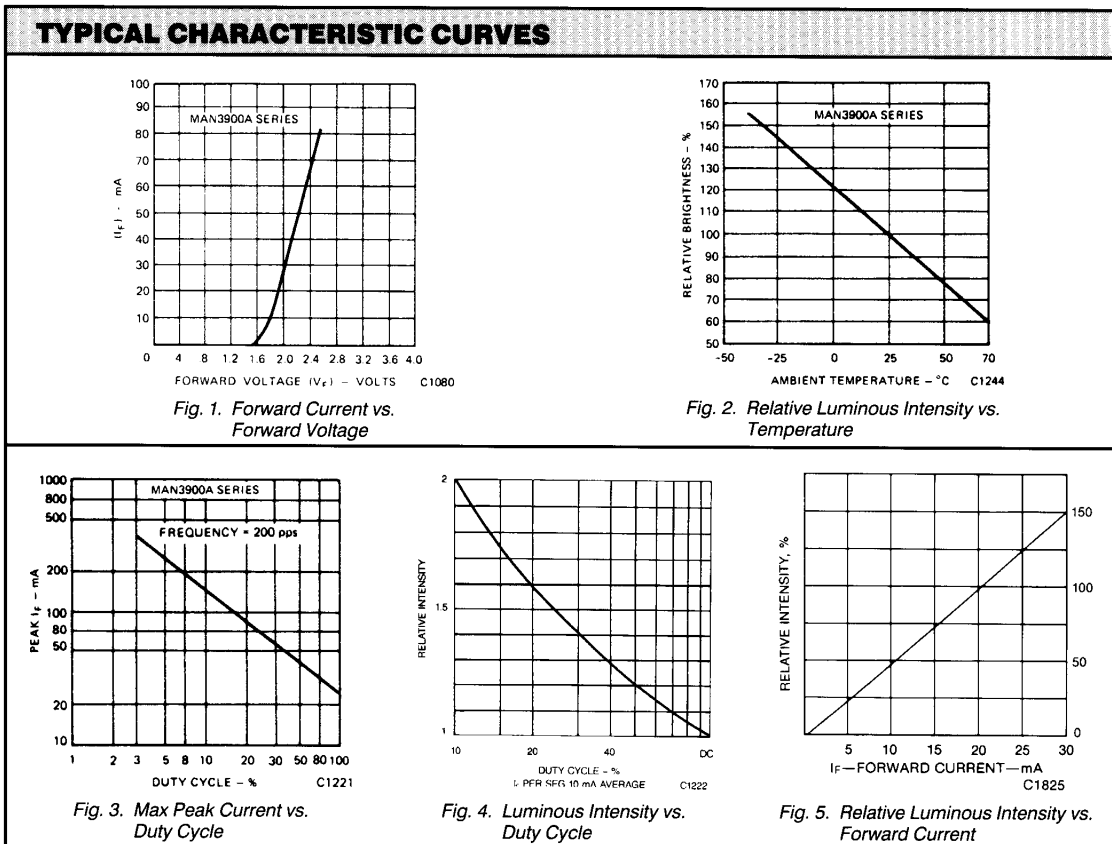 TYPICAL CHARACTERISTIC CURVES
100
90
80
70
60
50
40
30
20
10
(IF) - mA
MAN3900A SERIES
0 4 8 1.2 1.6 2.0 2.4 2.8 3.2 3.6 4.0
FORWARD VOLTAGE (VF) – VOLTS C1080
Fig. 1. Forward Current vs.
Forward Voltage
170
160
150
140
130
120
110
100
90
80
70
60
50
RELATIVE BRIGHTNESS – %
MAN3900A SERIES
-50 -25 0 25 50 70
AMBIENT TEMPERATURE – °C C1244
Fig. 2. Relative Luminous Intensity vs.
Temperature
1000
800
500
200
100
80
50
20
10
PEAK IF – mA
MAN3900A SERIES
FREQUENCY = 200 pps
1 2 3 5 8 10 20 30 50 80 100
DUTY CYCLE – % C1221
Fig. 3. Max Peak Current vs.
Duty Cycle
2
1.5
1
RELATIVE INTENSITY
10 20 40 DC
DUTY CYCLE – %
IF PER SEG 10 mA AVERAGE C1222
Fig. 4. Luminous Intensity vs.
Duty Cycle
RELATIVE INTENSITY, %
150
100
50
0
5 10 15 20 25 30
IF—FORWARD CURRENT—mA
C1825
Fig. 5. Relative Luminous Intensity vs.
Forward Current